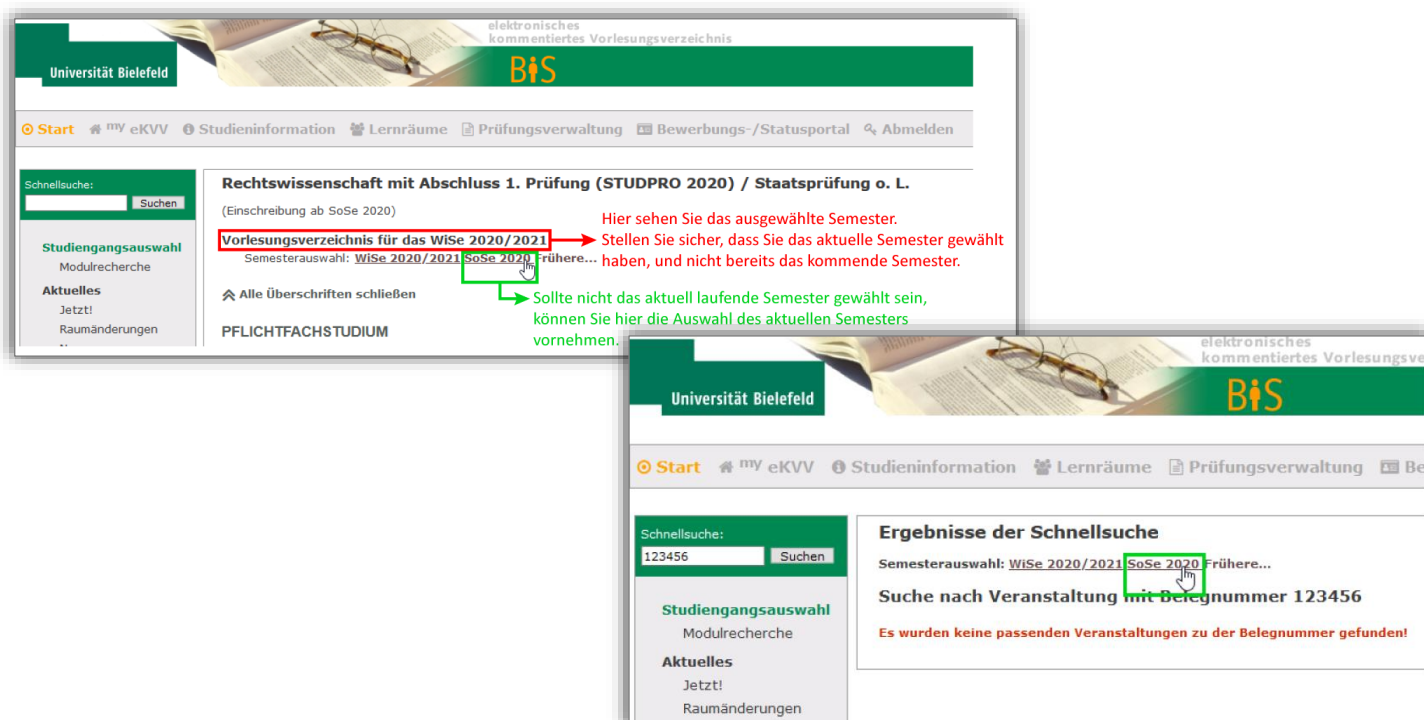 elektronisches
kommentiertes Vorlesungsverzeichnis
Universität Bielefeld
BiS
Start my eKVV Studieninformation Lernräume Prüfungsverwaltung Bewerbungs-/Statusportal Abmelden
Schnellsuche:
Suchen
Studiengangsauswahl
Modulrecherche
Aktuelles
Jetzt!
Raumänderungen
Rechtswissenschaft mit Abschluss 1. Prüfung (STUDPRO 2020) / Staatsprüfung o. L.
(Einschreibung ab SoSe 2020)
Vorlesungsverzeichnis für das WiSe 2020/2021
Semesterauswahl: WiSe 2020/2021 SoSe 2020 Frühere...
Hier sehen Sie das ausgewählte Semester.
Stellen Sie sicher, dass Sie das aktuelle Semester gewählt
haben, und nicht bereits das kommende Semester.
Alle Überschriften schließen
Sollte nicht das aktuell laufende Semester gewählt sein,
können Sie hier die Auswahl des aktuellen Semesters
vornehmen.
PFLICHTFACHSTUDIUM
elektronisches
kommentiertes Vorlesungsve
Universität Bielefeld
BiS
Start my eKVV Studieninformation Lernräume Prüfungsverwaltung Be
Schnellsuche:
123456 Suchen
Studiengangsauswahl
Modulrecherche
Aktuelles
Jetzt!
Raumänderungen
Ergebnisse der Schnellsuche
Semesterauswahl: WiSe 2020/2021 SoSe 2020 Frühere...
Suche nach Veranstaltung mit Belegnummer 123456
Es wurden keine passenden Veranstaltungen zu der Belegnummer gefunden!